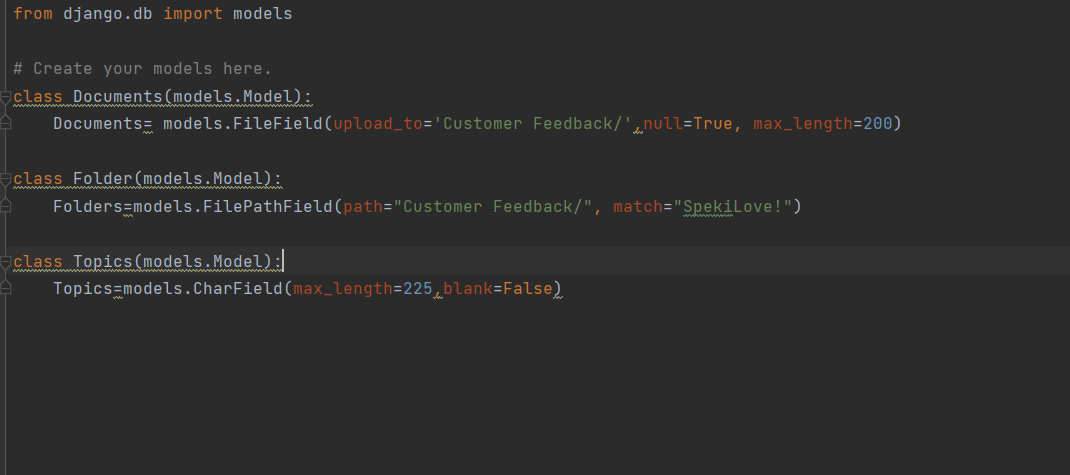 from django.db import models
# Create your models here.
class Documents(models.Model):
    Documents= models.FileField(upload_to='Customer Feedback/',null=True, max_length=200)
class Folder(models.Model):
    Folders=models.FilePathField(path="Customer Feedback/", match="SpekiLove!")
class Topics(models.Model):
    Topics=models.CharField(max_length=225,blank=False)